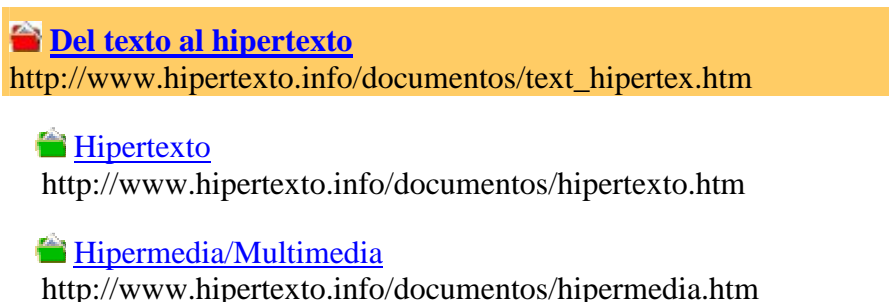 Del texto al hipertexto
http://www.hipertexto.info/documentos/text_hipertex.htm
Hipertexto
http://www.hipertexto.info/documentos/hipertexto.htm
Hipermedia/Multimedia
http://www.hipertexto.info/documentos/hipermedia.htm